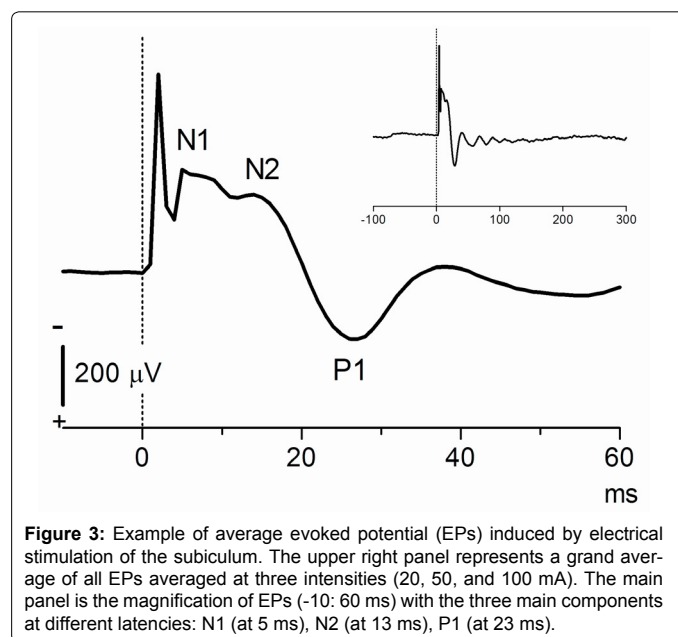 -100 0 100 200 300
N1
N2
P1
-
200 μV
+
0 20 40 60
ms
Figure 3: Example of average evoked potential (EPs) induced by electrical
stimulation of the subiculum. The upper right panel represents a grand aver-
age of all EPs averaged at three intensities (20, 50, and 100 mA). The main
panel is the magnification of EPs (-10: 60 ms) with the three main components
at different latencies: N1 (at 5 ms), N2 (at 13 ms), P1 (at 23 ms).